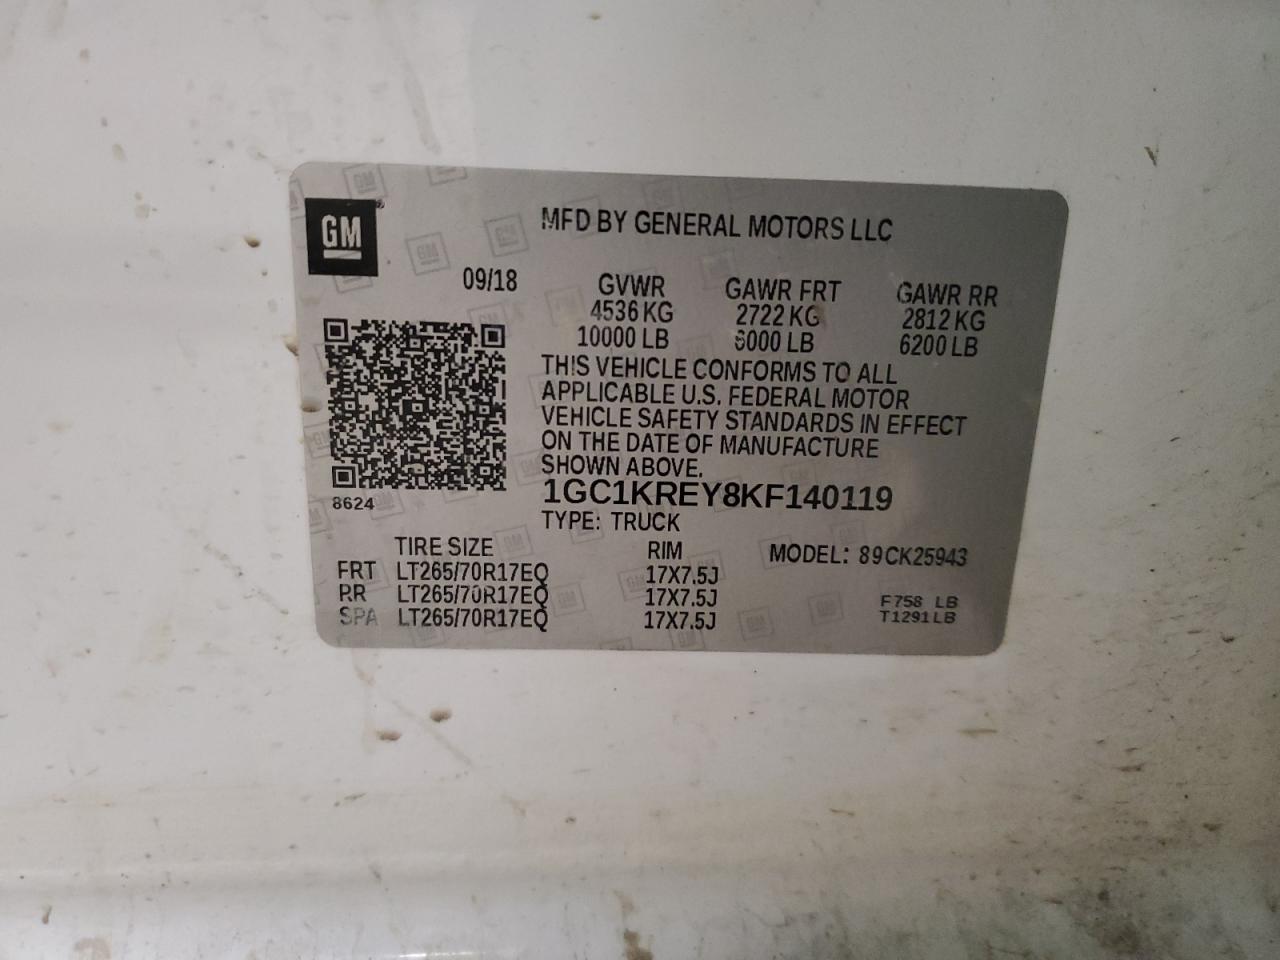 GM
MFD BY GENERAL MOTORS LLC
09/18
GVWR GAWR FRT GAWR RR
4536 KG 2722 KG 2812 KG
10000 LB 6000 LB 6200 LB
THIS VEHICLE CONFORMS TO ALL
APPLICABLE U.S. FEDERAL MOTOR
VEHICLE SAFETY STANDARDS IN EFFECT
ON THE DATE OF MANUFACTURE
SHOWN ABOVE.
8624
1GC1KREY8KF140119
TYPE: TRUCK
TIRE SIZE RIM MODEL: 89CK25943
FRT LT265/70R17EQ 17X7.5J
RR LT265/70R17EQ 17X7.5J F758 LB
SPA LT265/70R17EQ 17X7.5J T1291LB